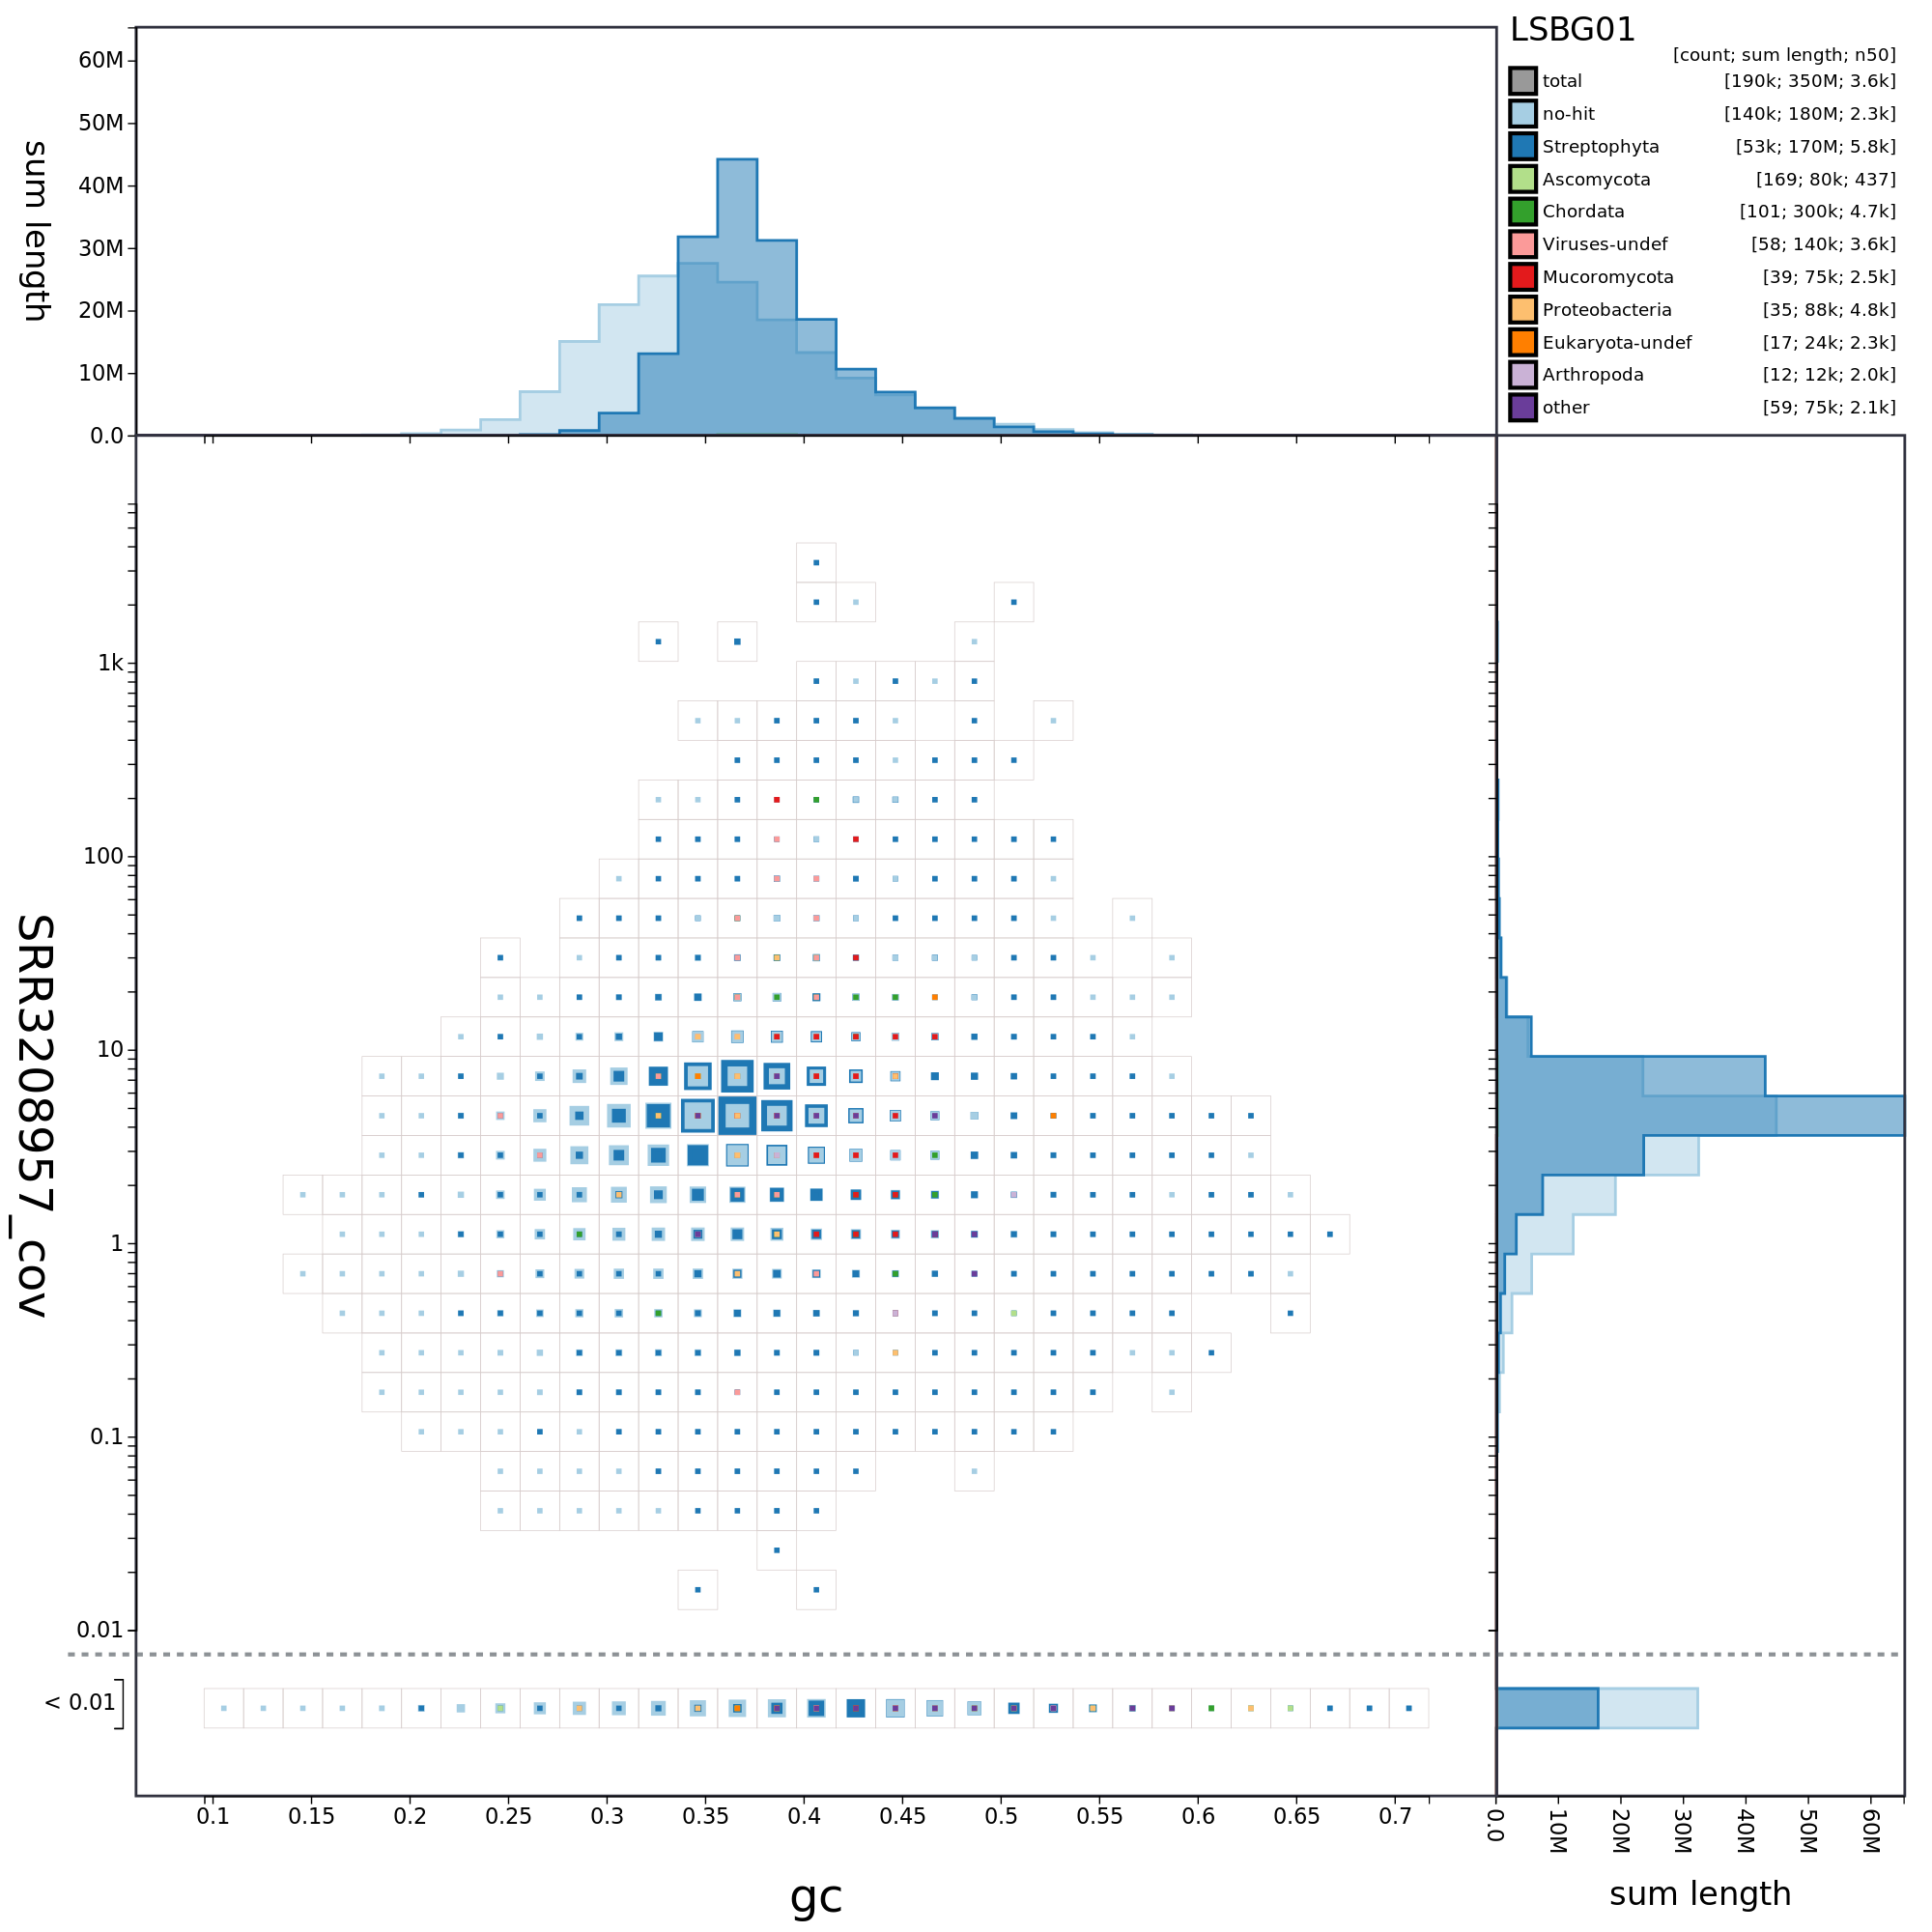 LSBG01
[count; sum length; n50]
total [190k; 350M; 3.6k]
no-hit [140k; 180M; 2.3k]
Streptophyta [53k; 170M; 5.8k]
Ascomycota [169; 80k; 437]
Chordata [101; 300k; 4.7k]
Viruses-undef [58; 140k; 3.6k]
Mucoromycota [39; 75k; 2.5k]
Proteobacteria [35; 88k; 4.8k]
Eukaryota-undef [17; 24k; 2.3k]
Arthropoda [12; 12k; 2.0k]
other [59; 75k; 2.1k]
sum length
60M
50M
40M
30M
20M
10M
0.0
SRR3208957_cov
1k
100
10
1
0.1
0.01
< 0.01
0.1 0.15 0.2 0.25 0.3 0.35 0.4 0.45 0.5 0.55 0.6 0.65 0.7
gc
0.0 10M 20M 30M 40M 50M 60M
sum length